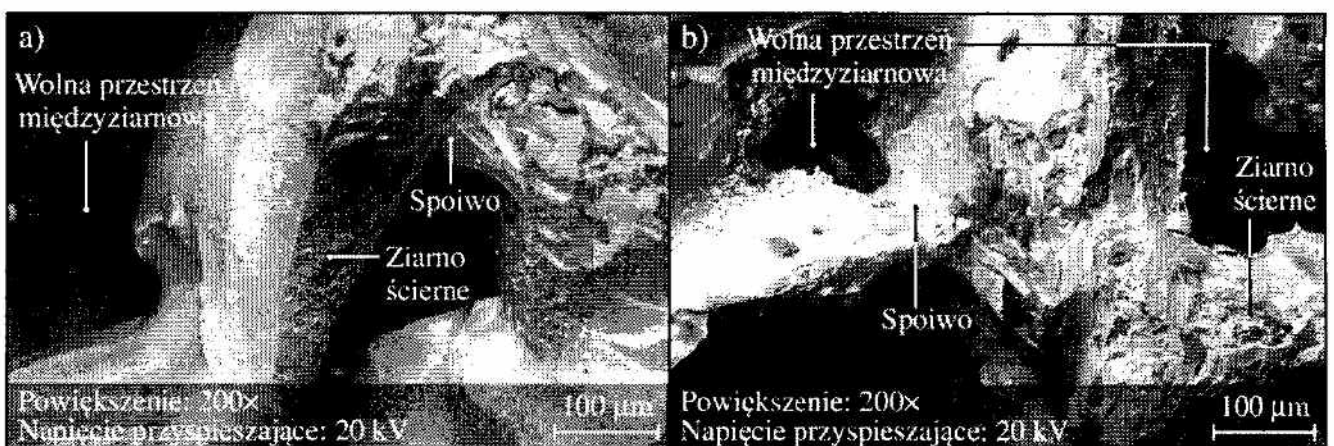 a)
Wolna przestrzeń
międzyziarnowa
Spoiwo
Ziarno
ścierne
Powiększenie: 200×
Napięcie przyspieszające: 20 kV
100 μm
b)
Wolna przestrzeń
międzyziarnowa
Ziarno
ścierne
Spoiwo
Powiększenie: 200×
Napięcie przyspieszające: 20 kV
100 μm